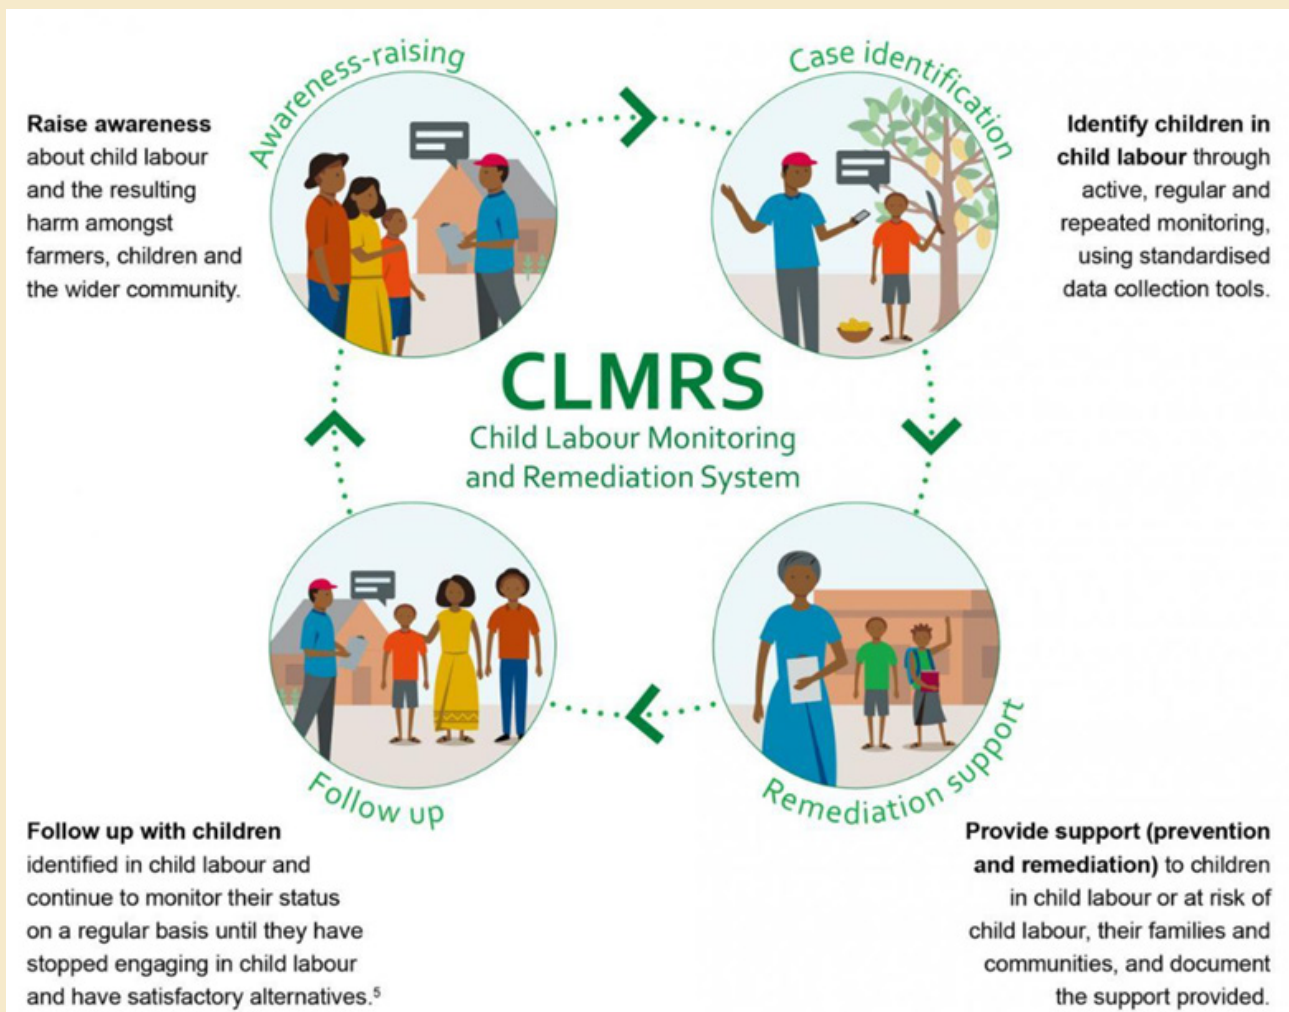 Awareness-raising
Raise awareness
about child labour
and the resulting
harm amongst
farmers, children and
the wider community.
Case identification
Identify children in
child labour through
active, regular and
repeated monitoring,
using standardised
data collection tools.
CLMRS
Child Labour Monitoring
and Remediation System
Remediation support
Provide support (prevention
and remediation) to children
in child labour or at risk of
child labour, their families and
communities, and document
the support provided.
Follow up
Follow up with children
identified in child labour and
continue to monitor their status
on a regular basis until they have
stopped engaging in child labour
and have satisfactory alternatives.⁵